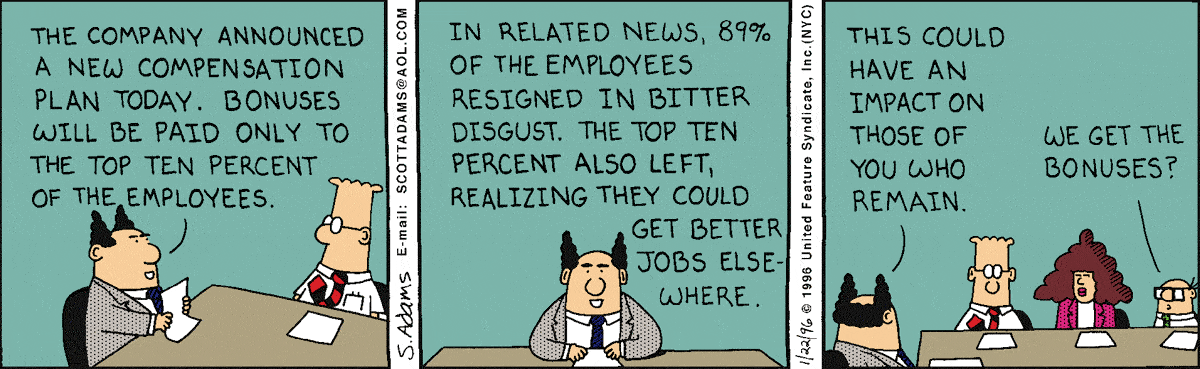 THE COMPANY ANNOUNCED
A NEW COMPENSATION
PLAN TODAY. BONUSES
WILL BE PAID ONLY TO
THE TOP TEN PERCENT
OF THE EMPLOYEES.
S.Adams E-mail: SCOTTADAMS@AOL.COM
IN RELATED NEWS, 89%
OF THE EMPLOYEES
RESIGNED IN BITTER
DISGUST. THE TOP TEN
PERCENT ALSO LEFT,
REALIZING THEY COULD
GET BETTER
JOBS ELSE-
WHERE.
1/22/96 © 1996 United Feature Syndicate, Inc.(NYC)
THIS COULD
HAVE AN
IMPACT ON
THOSE OF
YOU WHO
REMAIN.
WE GET THE
BONUSES?